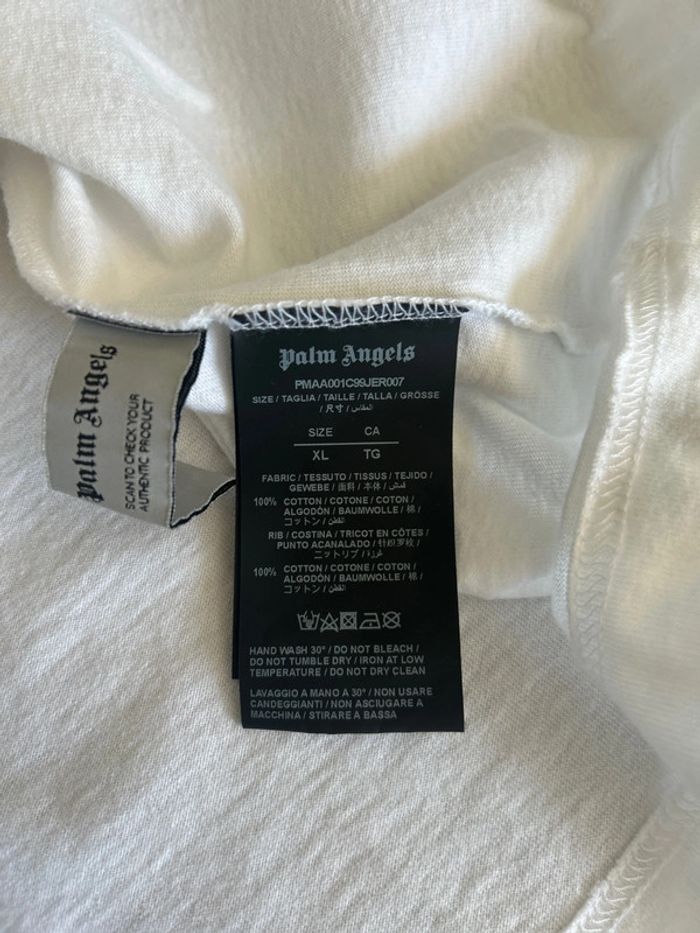 Palm Angels
SCAN TO CHECK YOUR
AUTHENTIC PRODUCT
Palm Angels
PMAA001C99JER007
SIZE / TAGLIA / TAILLE / TALLA / GRÖSSE
/ 尺寸 / المقاس
SIZE CA
XL TG
FABRIC / TESSUTO / TISSUS / TEJIDO /
GEWEBE / 面料 / 本体 / قماش
100% COTTON / COTONE / COTON /
ALGODÓN / BAUMWOLLE / 棉 /
コットン / القطن
RIB / COSTINA / TRICOT EN CÔTES /
PUNTO ACANALADO / 针织罗纹 /
ニットリブ /
100% COTTON / COTONE / COTON /
ALGODÓN / BAUMWOLLE / 棉 /
コットン / القطن
HAND WASH 30° / DO NOT BLEACH /
DO NOT TUMBLE DRY / IRON AT LOW
TEMPERATURE / DO NOT DRY CLEAN
LAVAGGIO A MANO A 30° / NON USARE
CANDEGGIANTI / NON ASCIUGARE A
MACCHINA / STIRARE A BASSA